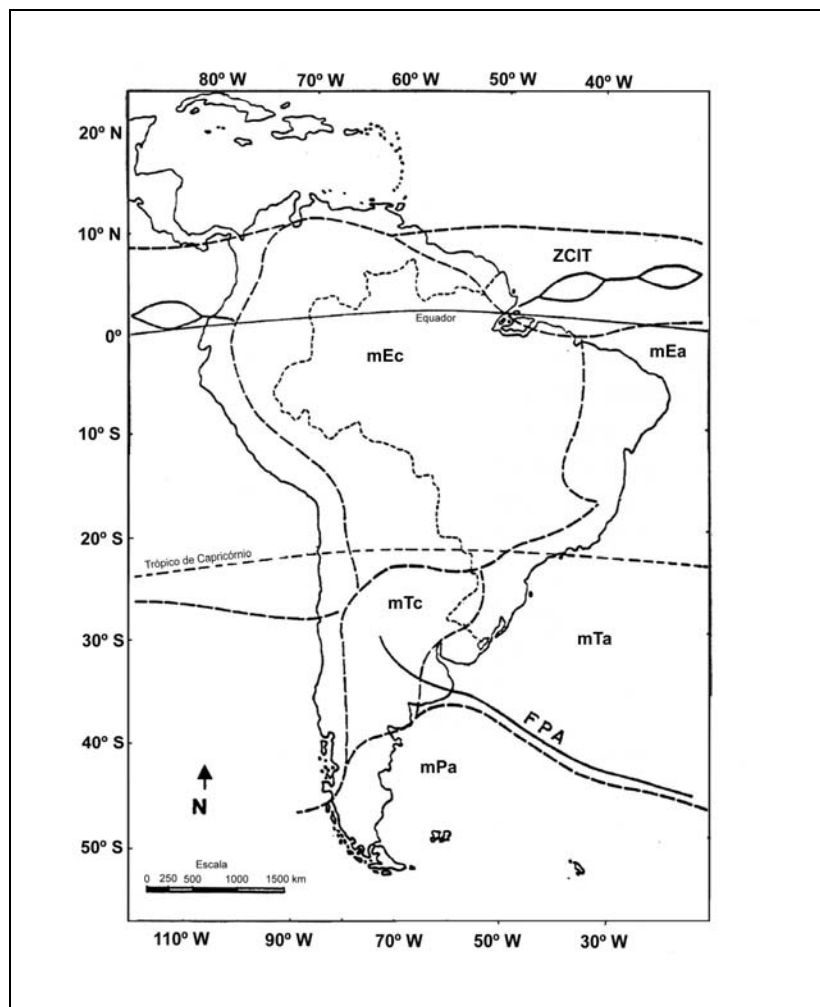 80º W 70º W 60º W 50º W 40º W
20º N
10º N
ZCIT
Equador
0º
mEc
mEa
10º S
20º S
Trópico de Capricórnio
mTc
mTa
30º S
FPA
40º S
mPa
N
50º S
Escala
0 250 500 1000 1500 km
110º W 90º W 70º W 50º W 30º W